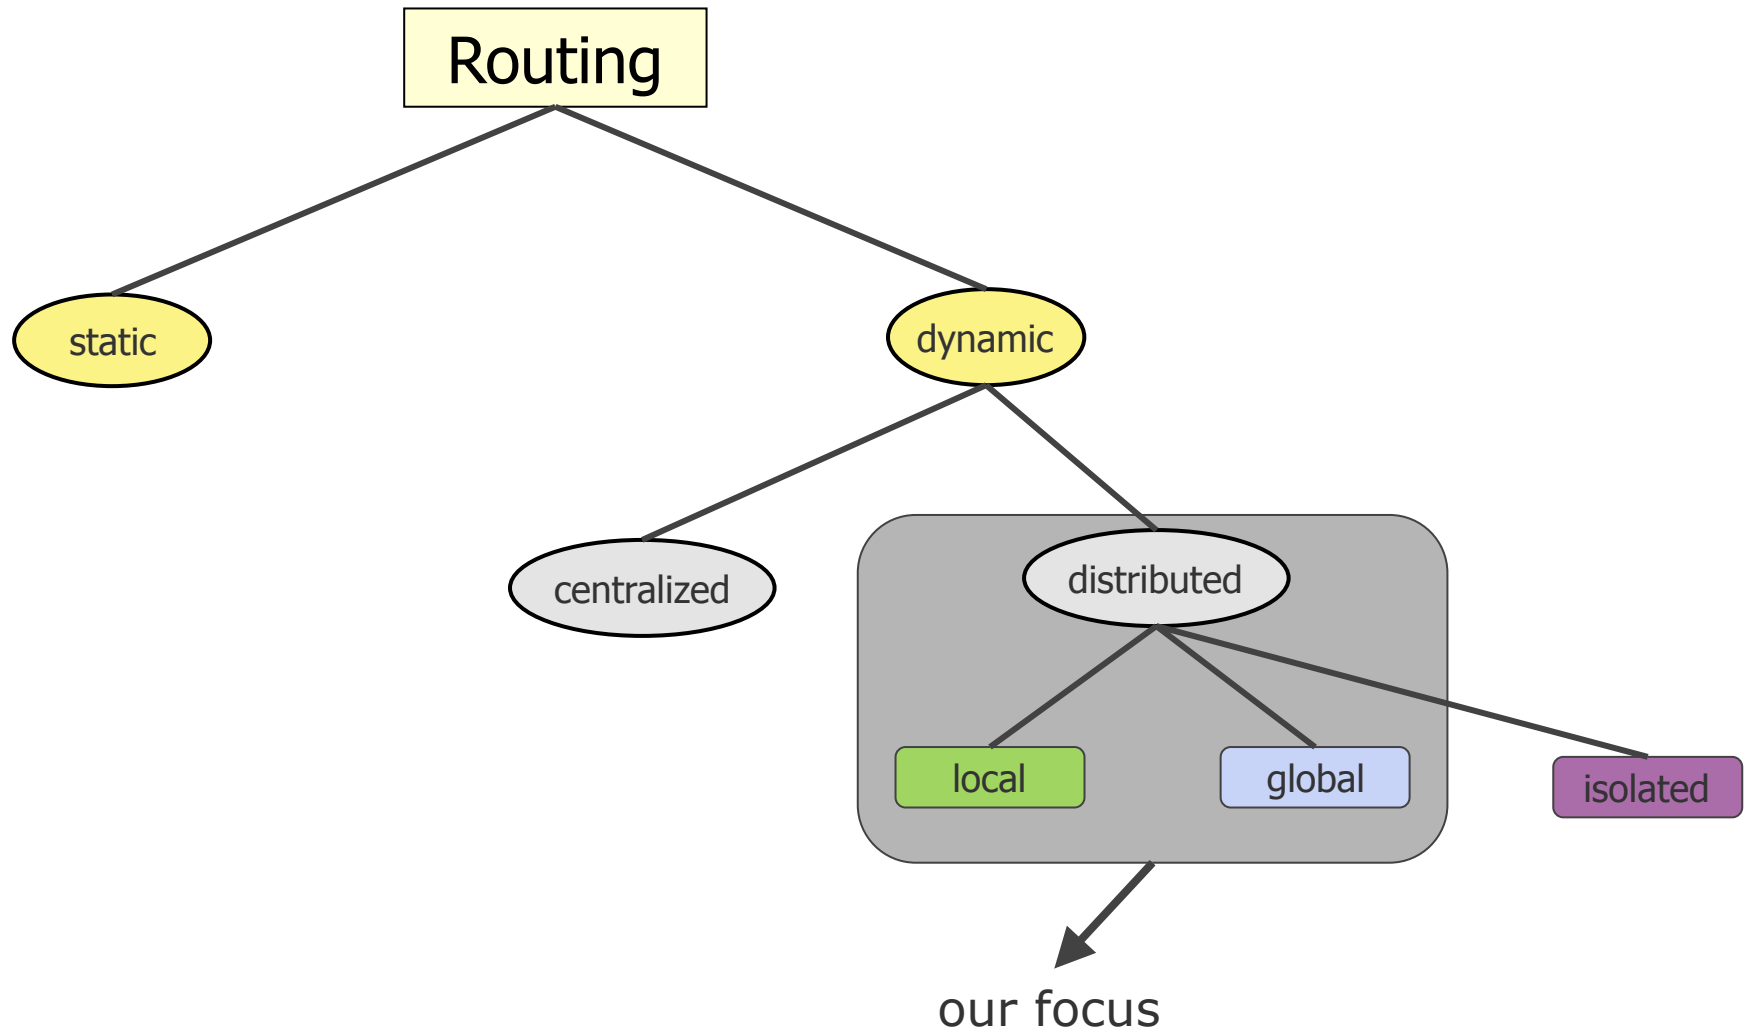 Routing
static
dynamic
centralized
distributed
local
global
isolated
our focus